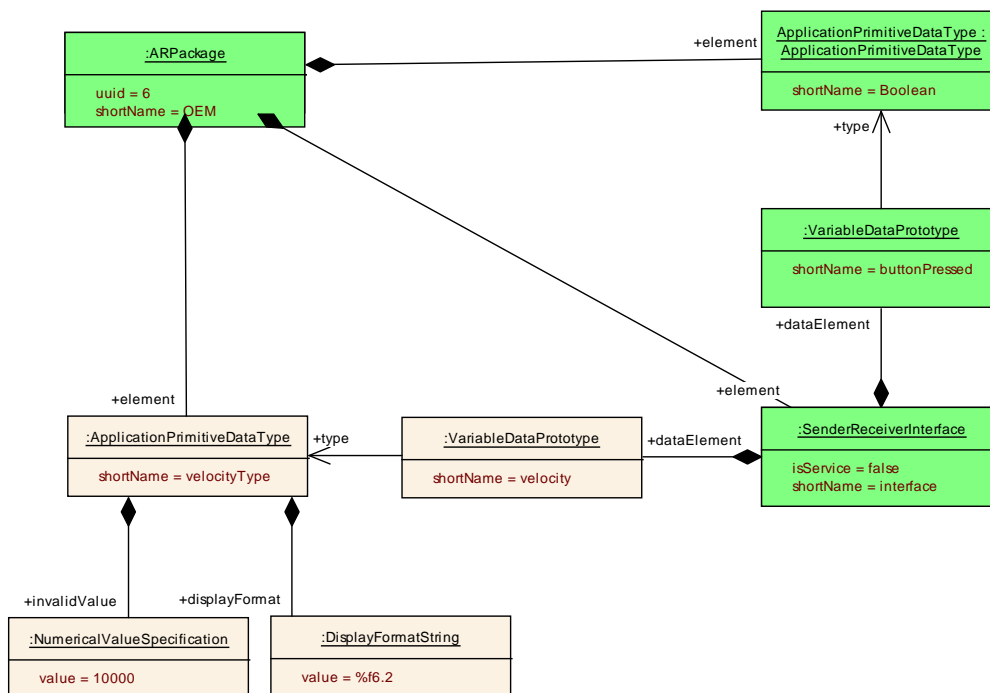 :ARPackage
uuid = 6
shortName = OEM
+element
ApplicationPrimitiveDataType :
ApplicationPrimitiveDataType
shortName = Boolean
+type
:VariableDataPrototype
shortName = buttonPressed
+dataElement
+element
+element
:ApplicationPrimitiveDataType
shortName = velocityType
+type
:VariableDataPrototype
shortName = velocity
+dataElement
:SenderReceiverInterface
isService = false
shortName = interface
+invalidValue
+displayFormat
:NumericalValueSpecification
value = 10000
:DisplayFormatString
value = %f6.2